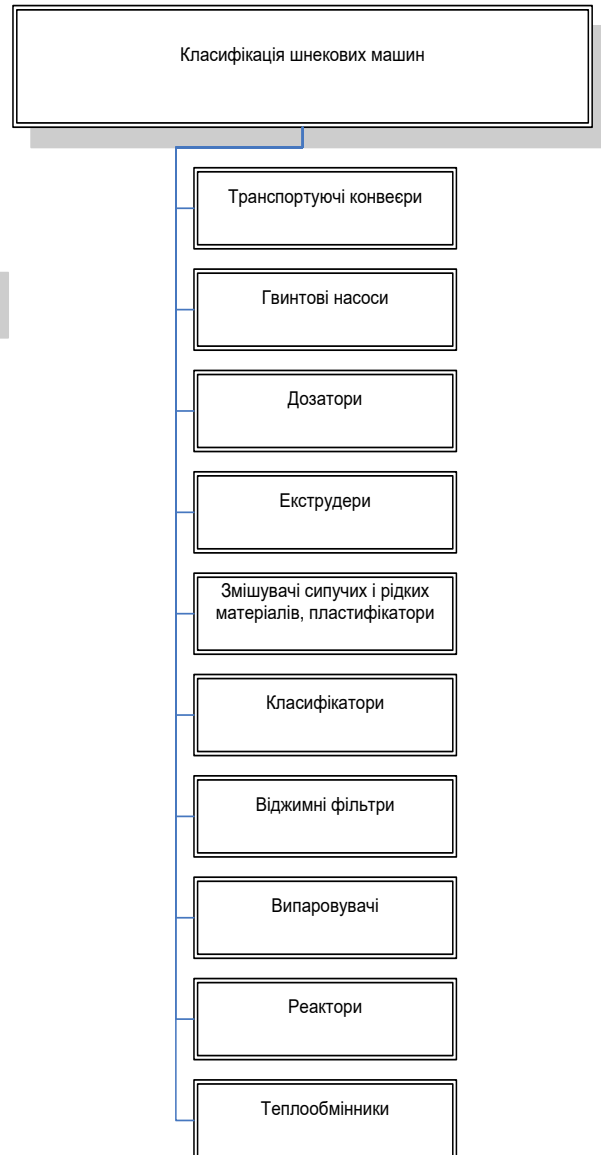 Класифікація шнекових машин
Транспортуючі конвеєри
Гвинтові насоси
Дозатори
Екструдери
Змішувачі сипучих і рідких
матеріалів, пластифікатори
Класифікатори
Віджимні фільтри
Випаровувачі
Реактори
Теплообмінники